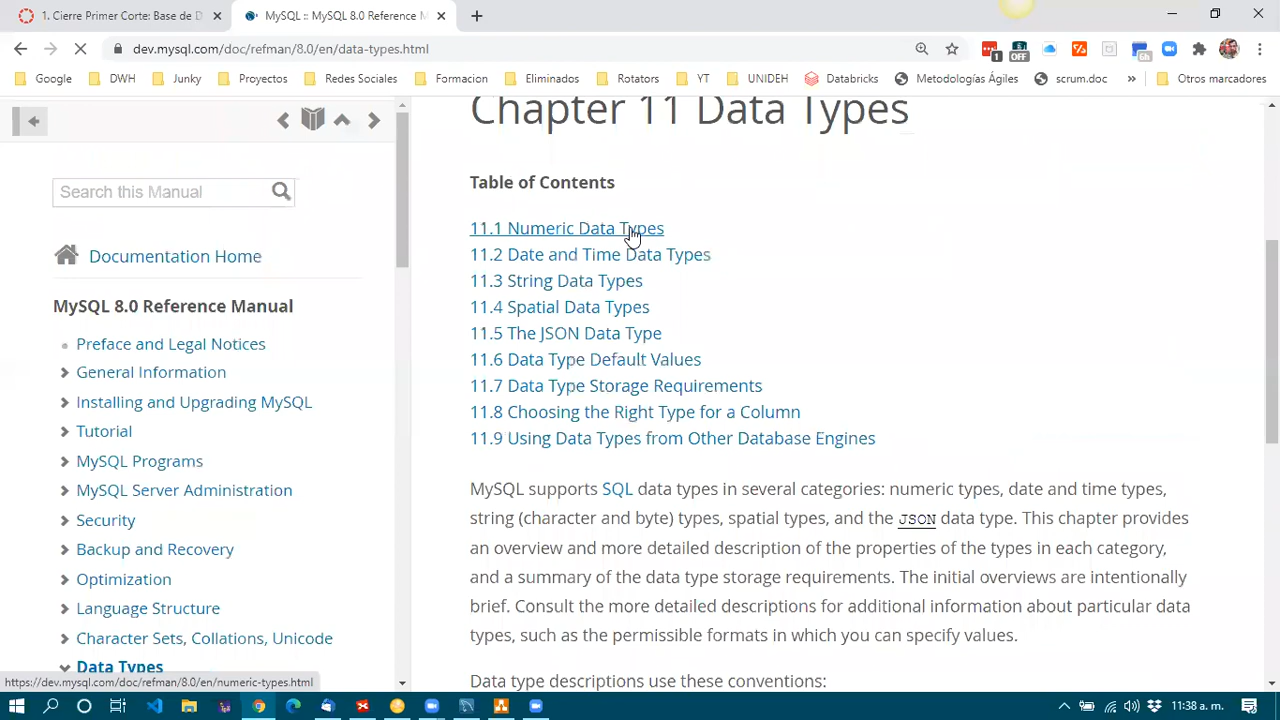 1. Cierre Primer Corte: Base de D
MySQL :: MySQL 8.0 Reference M
dev.mysql.com/doc/refman/8.0/en/data-types.html
1
OFF
6h
Google
DWH
Junky
Proyectos
Redes Sociales
Formacion
Eliminados
Rotators
YT
UNIDEH
Databricks
Metodologías Ágiles
scrum.doc
»
Otros marcadores
Search this Manual
Documentation Home
MySQL 8.0 Reference Manual
Preface and Legal Notices
General Information
Installing and Upgrading MySQL
Tutorial
MySQL Programs
MySQL Server Administration
Security
Backup and Recovery
Optimization
Language Structure
Character Sets, Collations, Unicode
Data Types
Chapter 11 Data Types
Table of Contents
11.1 Numeric Data Types
11.2 Date and Time Data Types
11.3 String Data Types
11.4 Spatial Data Types
11.5 The JSON Data Type
11.6 Data Type Default Values
11.7 Data Type Storage Requirements
11.8 Choosing the Right Type for a Column
11.9 Using Data Types from Other Database Engines
MySQL supports SQL data types in several categories: numeric types, date and time types,
string (character and byte) types, spatial types, and the JSON data type. This chapter provides
an overview and more detailed description of the properties of the types in each category,
and a summary of the data type storage requirements. The initial overviews are intentionally
brief. Consult the more detailed descriptions for additional information about particular data
types, such as the permissible formats in which you can specify values.
Data type descriptions use these conventions:
https://dev.mysql.com/doc/refman/8.0/en/numeric-types.html
11:38 a. m.